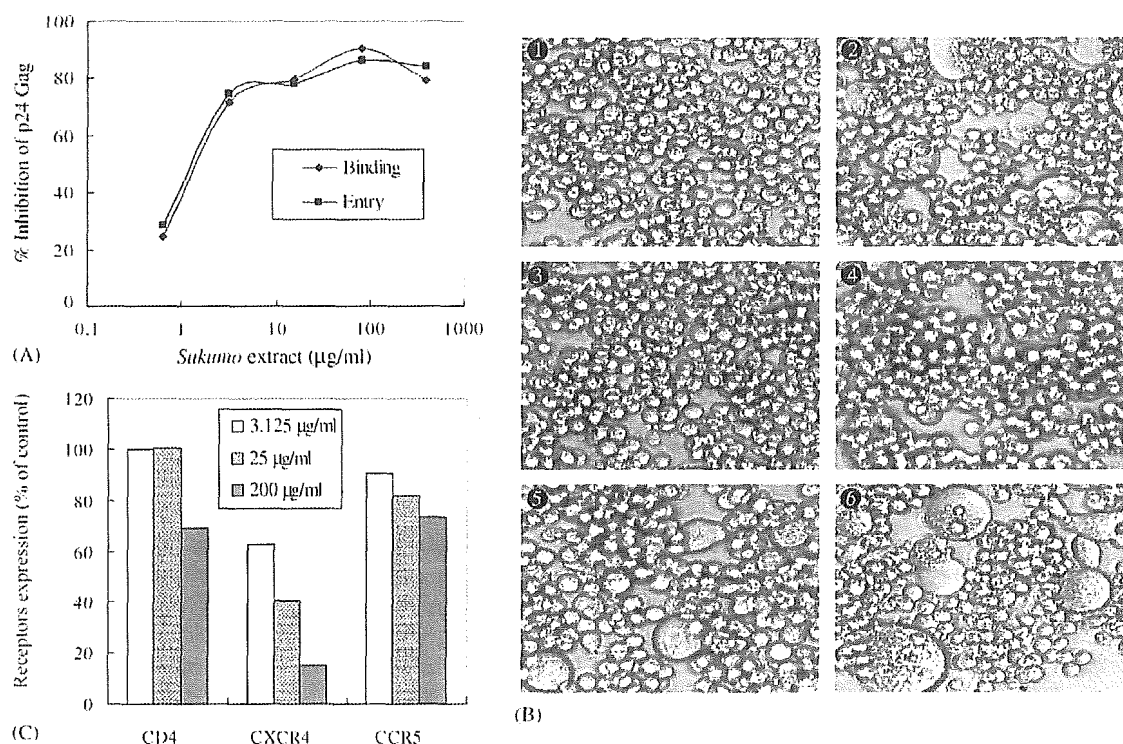 100
80
60
40
20
0
% Inhibition of p24 Gag
Binding
Entry
0.1 1 10 100 1000
(A) Sukumo extract (µg/ml)
120
100
80
60
40
20
0
Receptors expression (% of control)
3.125 µg/ml
25 µg/ml
200 µg/ml
(C) CD4 CXCR4 CCR5
1 2
3 4
5 6
(B)